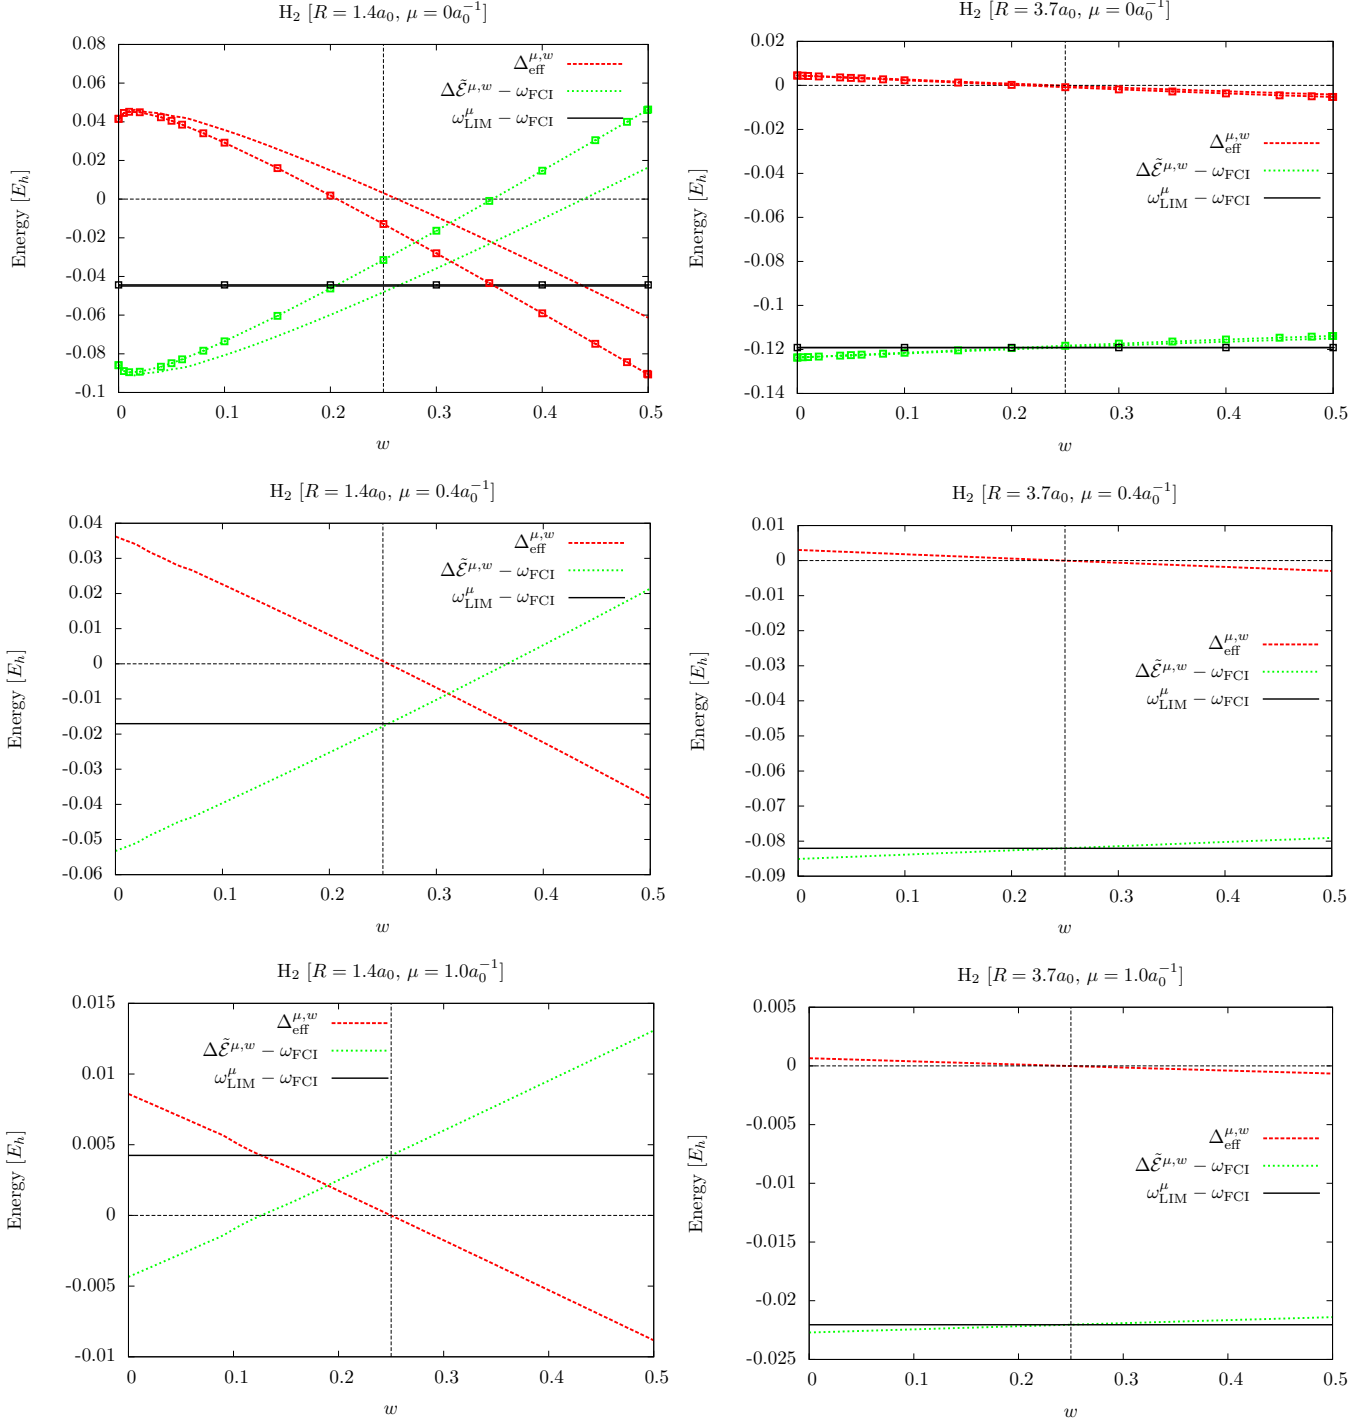 H₂ [R = 1.4a₀, μ = 0a₀⁻¹]
0.08
0.06
0.04
0.02
0
-0.02
-0.04
-0.06
-0.08
-0.1
Energy [E_h]
Δ_eff^{μ,w}
Δℰ̃^{μ,w} − ω_FCI
ω_LIM^μ − ω_FCI
0 0.1 0.2 0.3 0.4 0.5
w
H₂ [R = 3.7a₀, μ = 0a₀⁻¹]
0.02
0
-0.02
-0.04
-0.06
-0.08
-0.1
-0.12
-0.14
Energy [E_h]
Δ_eff^{μ,w}
Δℰ̃^{μ,w} − ω_FCI
ω_LIM^μ − ω_FCI
0 0.1 0.2 0.3 0.4 0.5
w
H₂ [R = 1.4a₀, μ = 0.4a₀⁻¹]
0.04
0.03
0.02
0.01
0
-0.01
-0.02
-0.03
-0.04
-0.05
-0.06
Energy [E_h]
Δ_eff^{μ,w}
Δℰ̃^{μ,w} − ω_FCI
ω_LIM^μ − ω_FCI
0 0.1 0.2 0.3 0.4 0.5
w
H₂ [R = 3.7a₀, μ = 0.4a₀⁻¹]
0.01
0
-0.01
-0.02
-0.03
-0.04
-0.05
-0.06
-0.07
-0.08
-0.09
Energy [E_h]
Δ_eff^{μ,w}
Δℰ̃^{μ,w} − ω_FCI
ω_LIM^μ − ω_FCI
0 0.1 0.2 0.3 0.4 0.5
w
H₂ [R = 1.4a₀, μ = 1.0a₀⁻¹]
0.015
0.01
0.005
0
-0.005
-0.01
Energy [E_h]
Δ_eff^{μ,w}
Δℰ̃^{μ,w} − ω_FCI
ω_LIM^μ − ω_FCI
0 0.1 0.2 0.3 0.4 0.5
w
H₂ [R = 3.7a₀, μ = 1.0a₀⁻¹]
0.005
0
-0.005
-0.01
-0.015
-0.02
-0.025
Energy [E_h]
Δ_eff^{μ,w}
Δℰ̃^{μ,w} − ω_FCI
ω_LIM^μ − ω_FCI
0 0.1 0.2 0.3 0.4 0.5
w